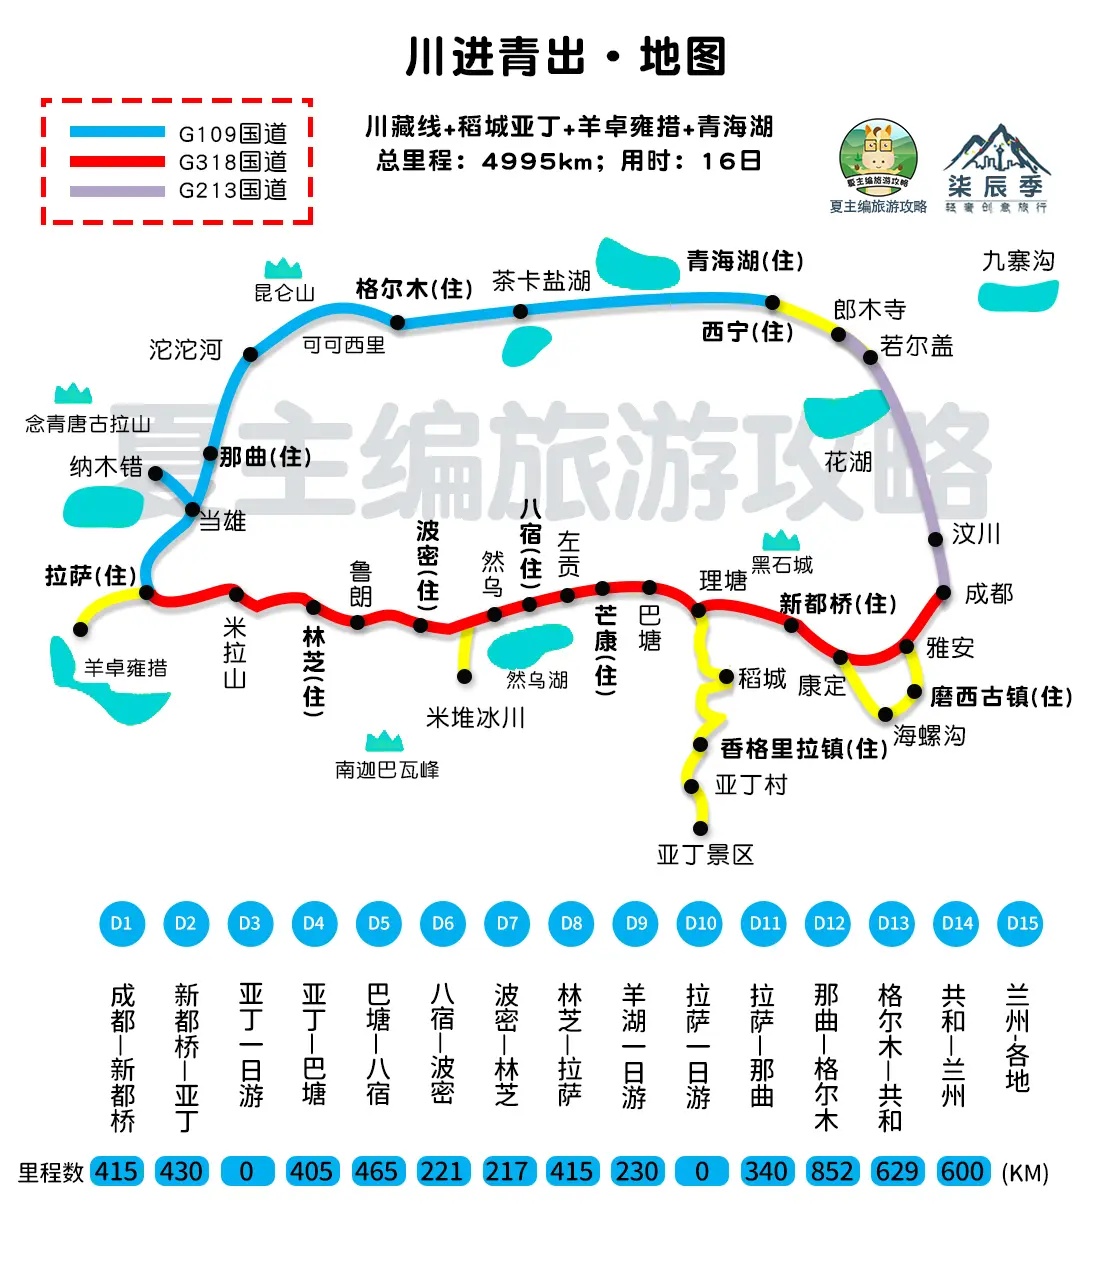 川进青出·地图
G109国道
G318国道
G213国道
川藏线+稻城亚丁+羊卓雍措+青海湖
总里程：4995km；用时：16日
夏主编旅游攻略
夏主编旅游攻略
柒辰季
轻奢创意旅行
昆仑山
格尔木(住)
茶卡盐湖
青海湖(住)
九寨沟
沱沱河
可可西里
西宁(住)
郎木寺
若尔盖
念青唐古拉山
纳木错
那曲(住)
夏主编旅游攻略
花湖
当雄
汶川
拉萨(住)
鲁朗
波密(住)
然乌
八宿(住)
左贡
理塘
黑石城
新都桥(住)
成都
羊卓雍措
米拉山
林芝(住)
米堆冰川
然乌湖
芒康(住)
巴塘
稻城
康定
雅安
磨西古镇(住)
海螺沟
南迦巴瓦峰
香格里拉镇(住)
亚丁村
亚丁景区
D1 D2 D3 D4 D5 D6 D7 D8 D9 D10 D11 D12 D13 D14 D15
成都—新都桥
新都桥—亚丁
亚丁一日游
亚丁—巴塘
巴塘—八宿
八宿—波密
波密—林芝
林芝—拉萨
羊湖一日游
拉萨一日游
拉萨—那曲
那曲—格尔木
格尔木—共和
共和—兰州
兰州-各地
里程数 415 430 0 405 465 221 217 415 230 0 340 852 629 600 (KM)